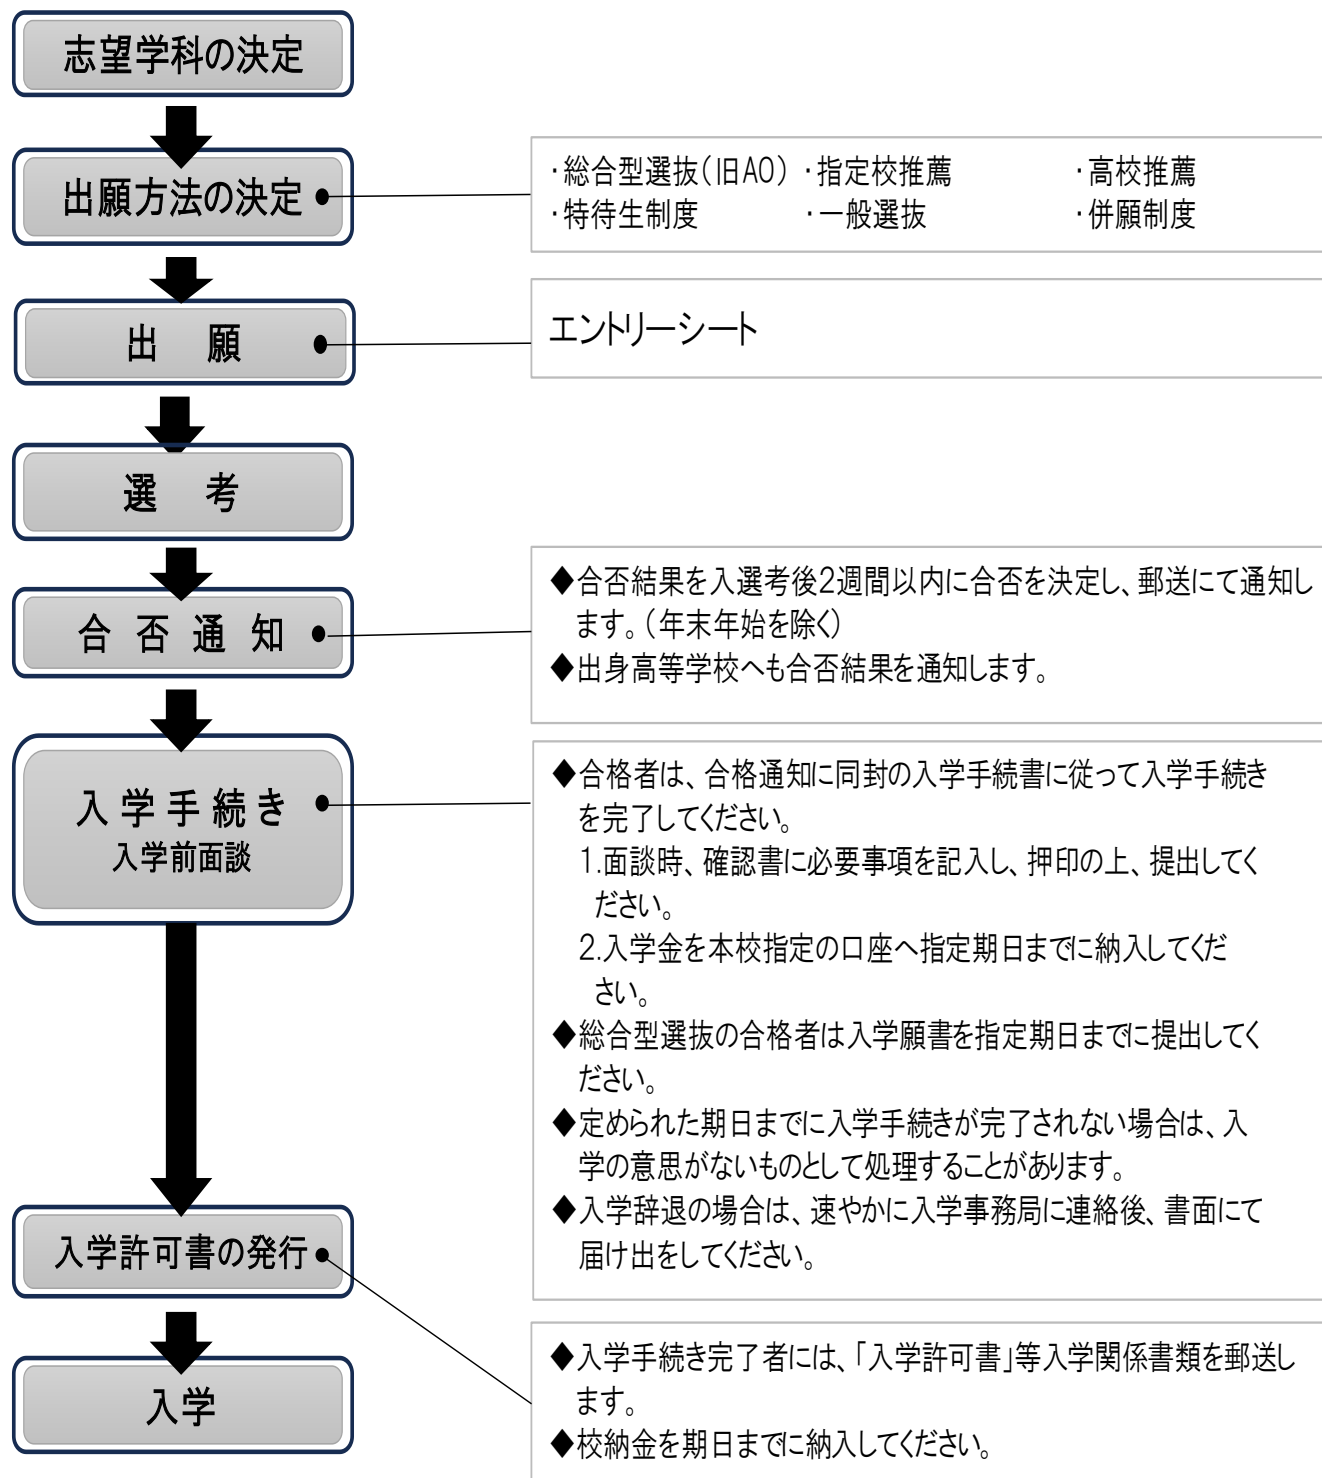 志望学科の決定
出願方法の決定
・総合型選抜(旧AO) ・指定校推薦 ・高校推薦
・特待生制度 ・一般選抜 ・併願制度
出 願
エントリーシート
選 考
合 否 通 知
◆合否結果を入選考後2週間以内に合否を決定し、郵送にて通知し
ます。(年末年始を除く)
◆出身高等学校へも合否結果を通知します。
入 学 手 続 き
入学前面談
◆合格者は、合格通知に同封の入学手続書に従って入学手続き
を完了してください。
1.面談時、確認書に必要事項を記入し、押印の上、提出してく
ださい。
2.入学金を本校指定の口座へ指定期日までに納入してくだ
さい。
◆総合型選抜の合格者は入学願書を指定期日までに提出してく
ださい。
◆定められた期日までに入学手続きが完了されない場合は、入
学の意思がないものとして処理することがあります。
◆入学辞退の場合は、速やかに入学事務局に連絡後、書面にて
届け出をしてください。
入学許可書の発行
◆入学手続き完了者には、「入学許可書」等入学関係書類を郵送し
ます。
◆校納金を期日までに納入してください。
入学